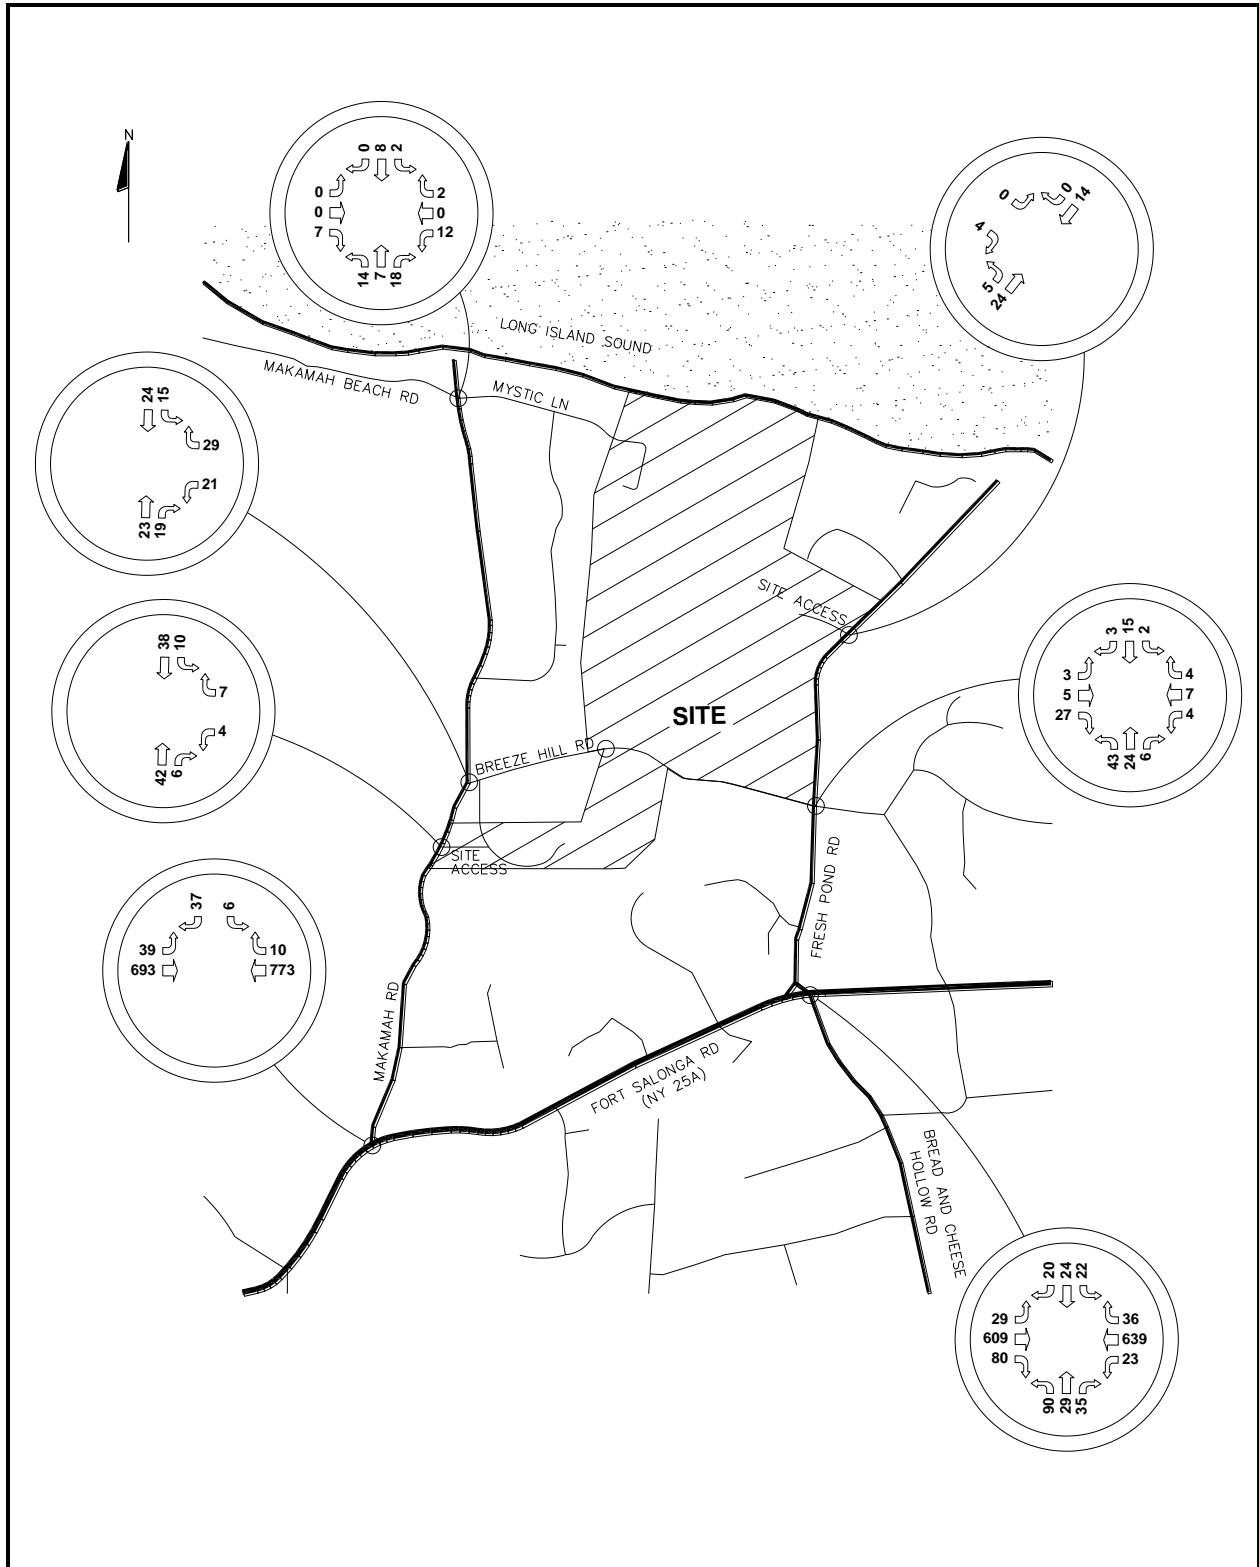 N
0 8 2
0
0
7
2
0
12
14 7 18
0
0
14
4
5
24
LONG ISLAND SOUND
MAKAMAH BEACH RD
MYSTIC LN
24 15
29
21
23 19
SITE ACCESS
3 15 2
3
5
27
4
7
4
43 24 6
38 10
7
4
42 6
SITE
BREEZE HILL RD
SITE
ACCESS
FRESH POND RD
37 6
39
693
10
773
MAKAMAH RD
FORT SALONGA RD
(NY 25A)
BREAD AND CHEESE
HOLLOW RD
20 24 22
29
609
80
36
639
23
90 29 35